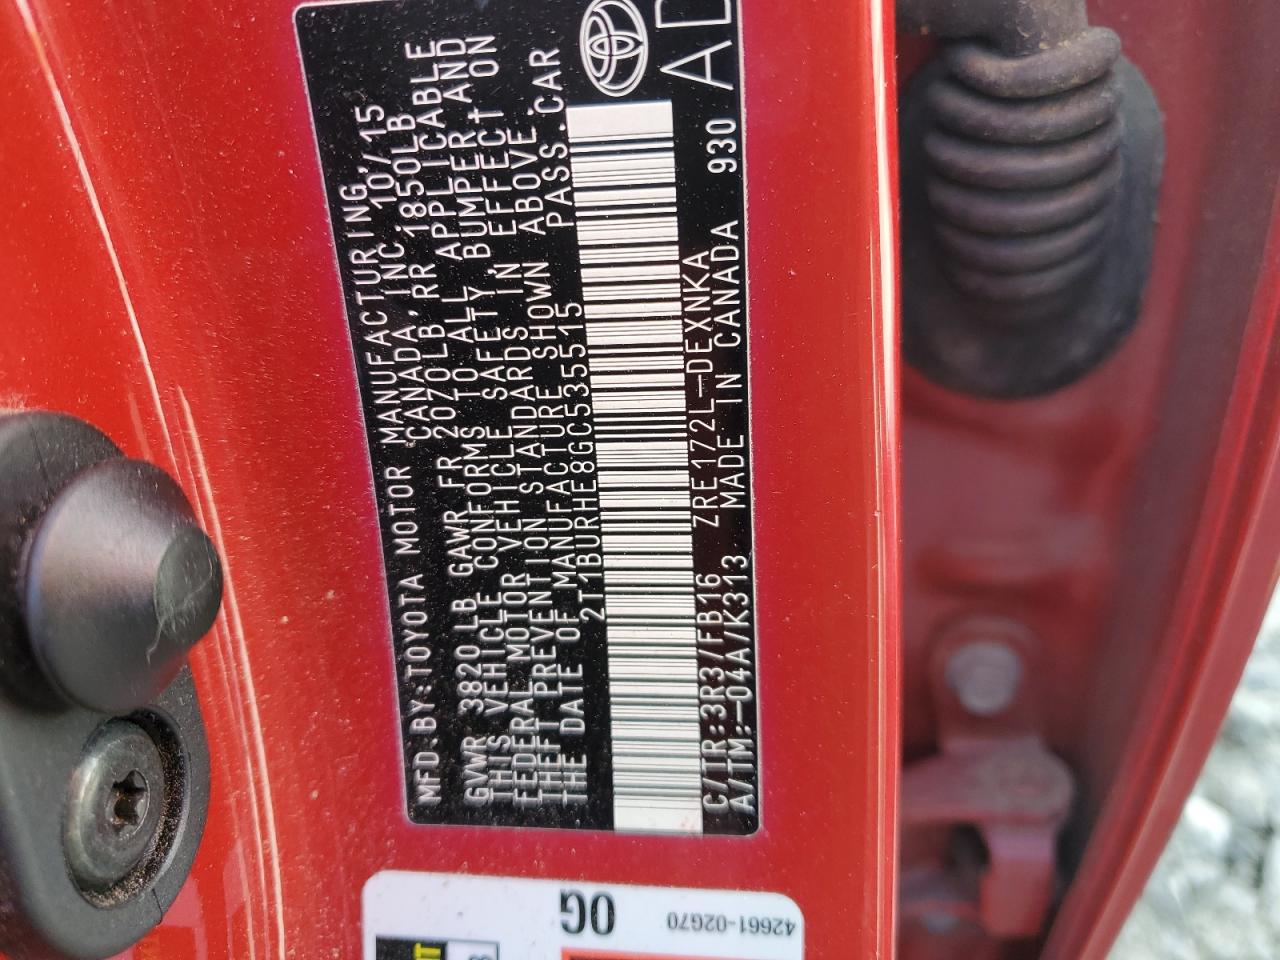 MFD. BY: TOYOTA MOTOR MANUFACTURING,
CANADA, INC. 10/15
GVWR 3820LB GAWR FR 2070LB, RR 1850LB
THIS VEHICLE CONFORMS TO ALL APPLICABLE
FEDERAL MOTOR VEHICLE SAFETY, BUMPER AND
THEFT PREVENTION STANDARDS IN EFFECT ON
THE DATE OF MANUFACTURE SHOWN ABOVE.
2T1BURHE8GC535515 PASS. CAR
C/TR: 3R3/FB16 ZRE172L-DEXNKA 930
A/TM: -04A/K313 MADE IN CANADA
AD
0G
42661-02G70